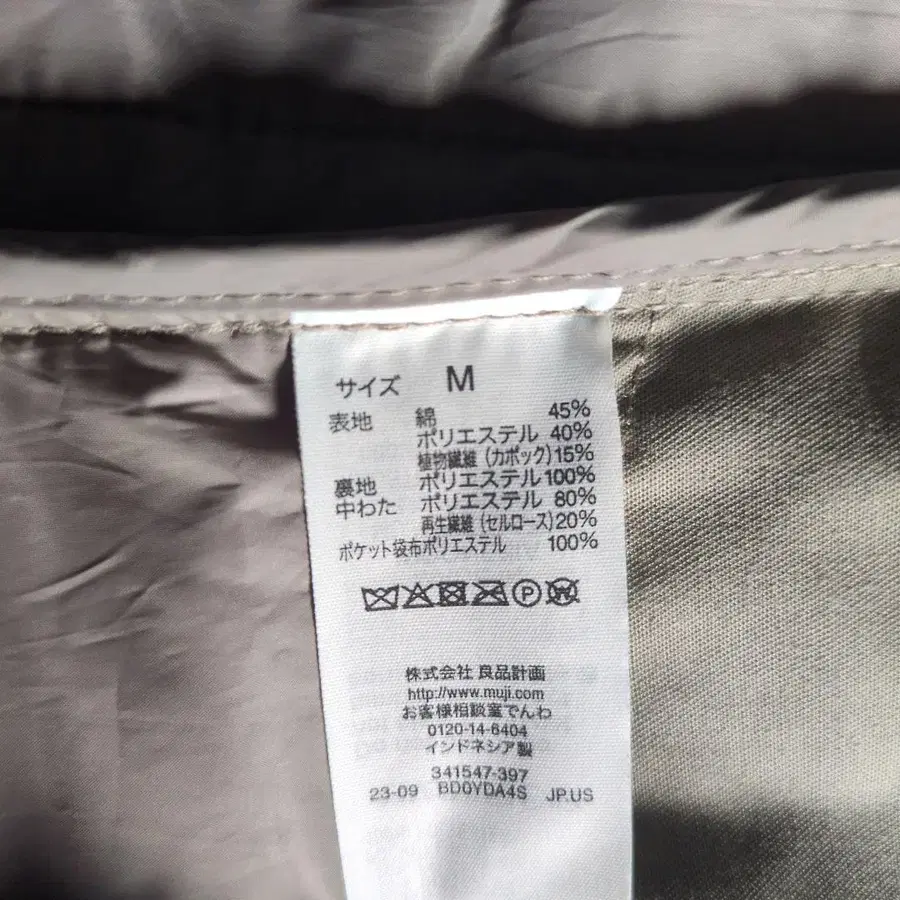 サイズ M
表地 綿 45%
ポリエステル 40%
植物繊維（カポック）15%
裏地 ポリエステル100%
中わた ポリエステル 80%
再生繊維（セルロース）20%
ポケット袋布ポリエステル 100%
P W
株式会社 良品計画
http://www.muji.com
お客様相談室でんわ
0120-14-6404
インドネシア製
341547-397
23-09 BD0YDA4S JP.US